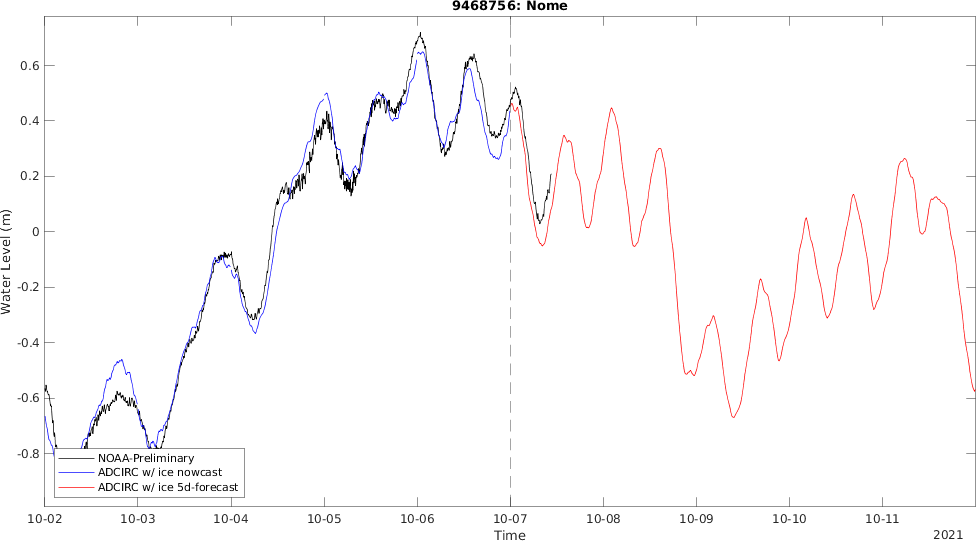 9468756: Nome
Water Level (m)
0.6
0.4
0.2
0
-0.2
-0.4
-0.6
-0.8
NOAA-Preliminary
ADCIRC w/ ice nowcast
ADCIRC w/ ice 5d-forecast
10-02 10-03 10-04 10-05 10-06 10-07 10-08 10-09 10-10 10-11
Time
2021